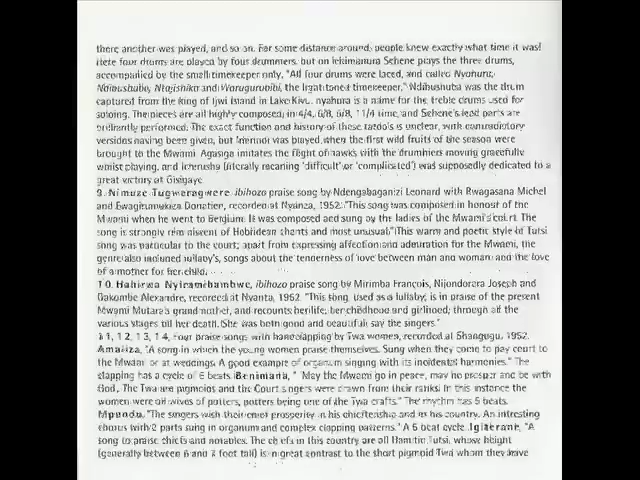 there another was played, and so on. For some distance around, people knew exactly what time it was!
Here four drums are played by four drummers, but on Ichimanura Sehene plays the three drums,
accompanied by the small timekeeper only. "All four drums were laced, and called Nyahura,
Ndibushuba, Ntajishika and Warugurubibi, the light toned timekeeper." Ndibushuba was the drum
captured from the King of Ijwi island in Lake Kivu. nyahura is a name for the treble drums used for
soloing. The pieces are all highly composed, in 4/4, 6/8, 9/8, 11/4 time, and Sehene's lead parts are
brilliantly performed. The exact function and history of these is unclear, with contradictory
versions having been given, but was played when the first wild fruits of the season were
brought to the Mwami Agasiga imitates the flight of hawks with the drummers moving gracefully
whilst playing, and (literally meaning 'difficult' or 'complicated') was supposedly dedicated to a
great victory at Gisigaye
9. Nimuze Tugweragwere, ibihozo praise song by Ndengabaganizi Leonard with Rwagasana Michel
and Donatien, recorded at Nyanza, 1952. "This song was composed in honour of the
Mwami when he went to Belgium. It was composed and sung by the ladies of the Mwami's court. The
song is strongly reminiscent of Hebridean chants and most unusual." This warm and poetic style of Tutsi
song was particular to the court; apart from expressing affection and admiration for the Mwami, the
genre also included lullaby's, songs about the tenderness of love between man and woman and the love
of a mother for her child.
10. Hahirwa Nyiramibambwe, ibihozo praise song by Mirimba François, Nijondorera Joseph and
Bakombe Alexandre, recorded at Nyanza, 1952. "This song, used as a lullaby, is in praise of the present
Mwami Mutara's grandmother, and recounts her life, her childhood and girlhood, through all the
various stages till her death. She was both good and beautiful, say the singers."
11, 12, 13, 14, Four praise songs with handclapping by Twa women, recorded at Shangugu, 1952.
Amaliza, "A song in which the young women praise themselves. Sung when they come to pay court to
the Mwami or at weddings. A good example of organum singing with its incidental harmonies." The
clapping has a cycle of 6 beats. Benimana, "May the Mwami go in peace, may he prosper and be with
God. The Twa are pigmoids and the Court singers were drawn from their ranks. In this instance the
women were all wives of potters, potters being one of the Twa crafts." The rhythm has 5 beats.
Mpundu, "The singers wish their chief prosperity in his chieftenship and in his country. An intresting
chorus with 2 parts sung in organum and complex clapping patterns." A 6 beat cycle. Igiterane, "A
song to praise chiefs and notables. The chiefs in this country are all Hamitic Tutsi, whose height
(generally between 6 and 7 foot tall) is in great contrast to the short pigmoid Twa whom they have